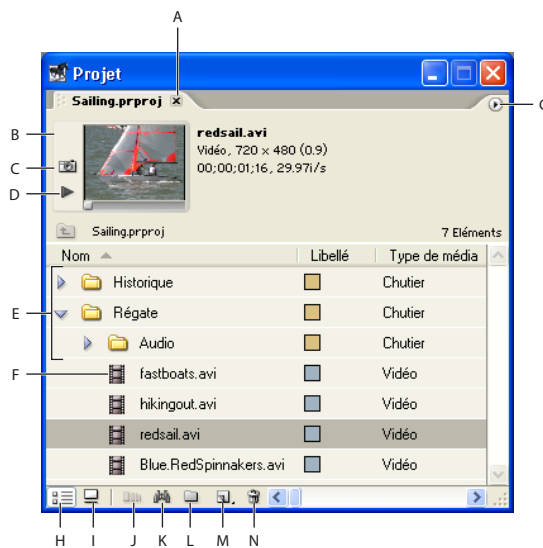 A
Projet
Sailing.prproj
B
redsail.avi
Vidéo, 720 x 480 (0.9)
C
00;00;01;16, 29.97i/s
D
Sailing.prproj
7 Eléments
Nom
Libellé
Type de média
Historique
Chutier
E
Régate
Chutier
Audio
Chutier
F
fastboats.avi
Vidéo
hikingout.avi
Vidéo
redsail.avi
Vidéo
Blue.RedSpinnakers.avi
Vidéo
H I J K L M N